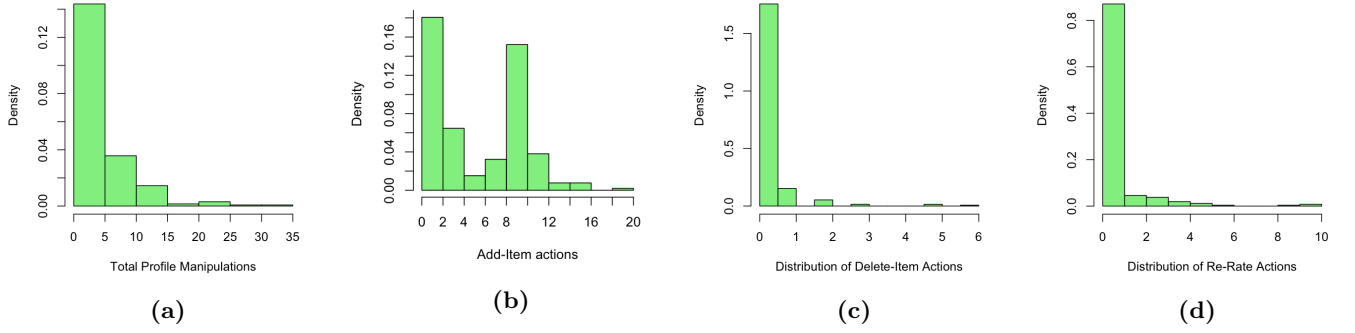 Density
0.00 0.04 0.08 0.12
0 5 10 15 20 25 30 35
Total Profile Manipulations
(a)
Density
0.00 0.04 0.08 0.12 0.16
0 2 4 6 8 10 12 16 20
Add-Item actions
(b)
Density
0.0 0.5 1.0 1.5
0 1 2 3 4 5 6
Distribution of Delete-Item Actions
(c)
Density
0.0 0.2 0.4 0.6 0.8
0 2 4 6 8 10
Distribution of Re-Rate Actions
(d)